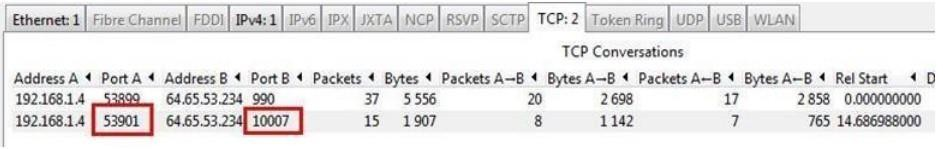 Ethernet: 1 Fibre Channel FDDI IPv4: 1 IPv6 IPX JXTA NCP RSVP SCTP TCP: 2 Token Ring UDP USB WLAN
TCP Conversations
Address A Port A Address B Port B Packets Bytes Packets A→B Bytes A→B Packets A←B Bytes A←B Rel Start D
192.168.1.4 53899 64.65.53.234 990 37 5 556 20 2 698 17 2 858 0.000000000
192.168.1.4 53901 64.65.53.234 10007 15 1 907 8 1 142 7 765 14.686988000